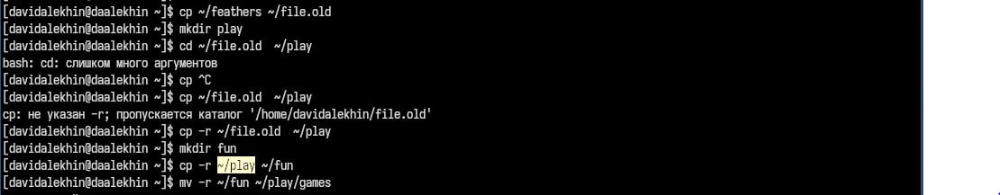 [davidalekhin@daalekhin ~]$ cp ~/feathers ~/file.old
[davidalekhin@daalekhin ~]$ mkdir play
[davidalekhin@daalekhin ~]$ cd ~/file.old  ~/play
bash: cd: слишком много аргументов
[davidalekhin@daalekhin ~]$ cp ^C
[davidalekhin@daalekhin ~]$ cp ~/file.old  ~/play
cp: не указан -r; пропускается каталог '/home/davidalekhin/file.old'
[davidalekhin@daalekhin ~]$ cp -r ~/file.old  ~/play
[davidalekhin@daalekhin ~]$ mkdir fun
[davidalekhin@daalekhin ~]$ cp -r ~/play ~/fun
[davidalekhin@daalekhin ~]$ mv -r ~/fun ~/play/games